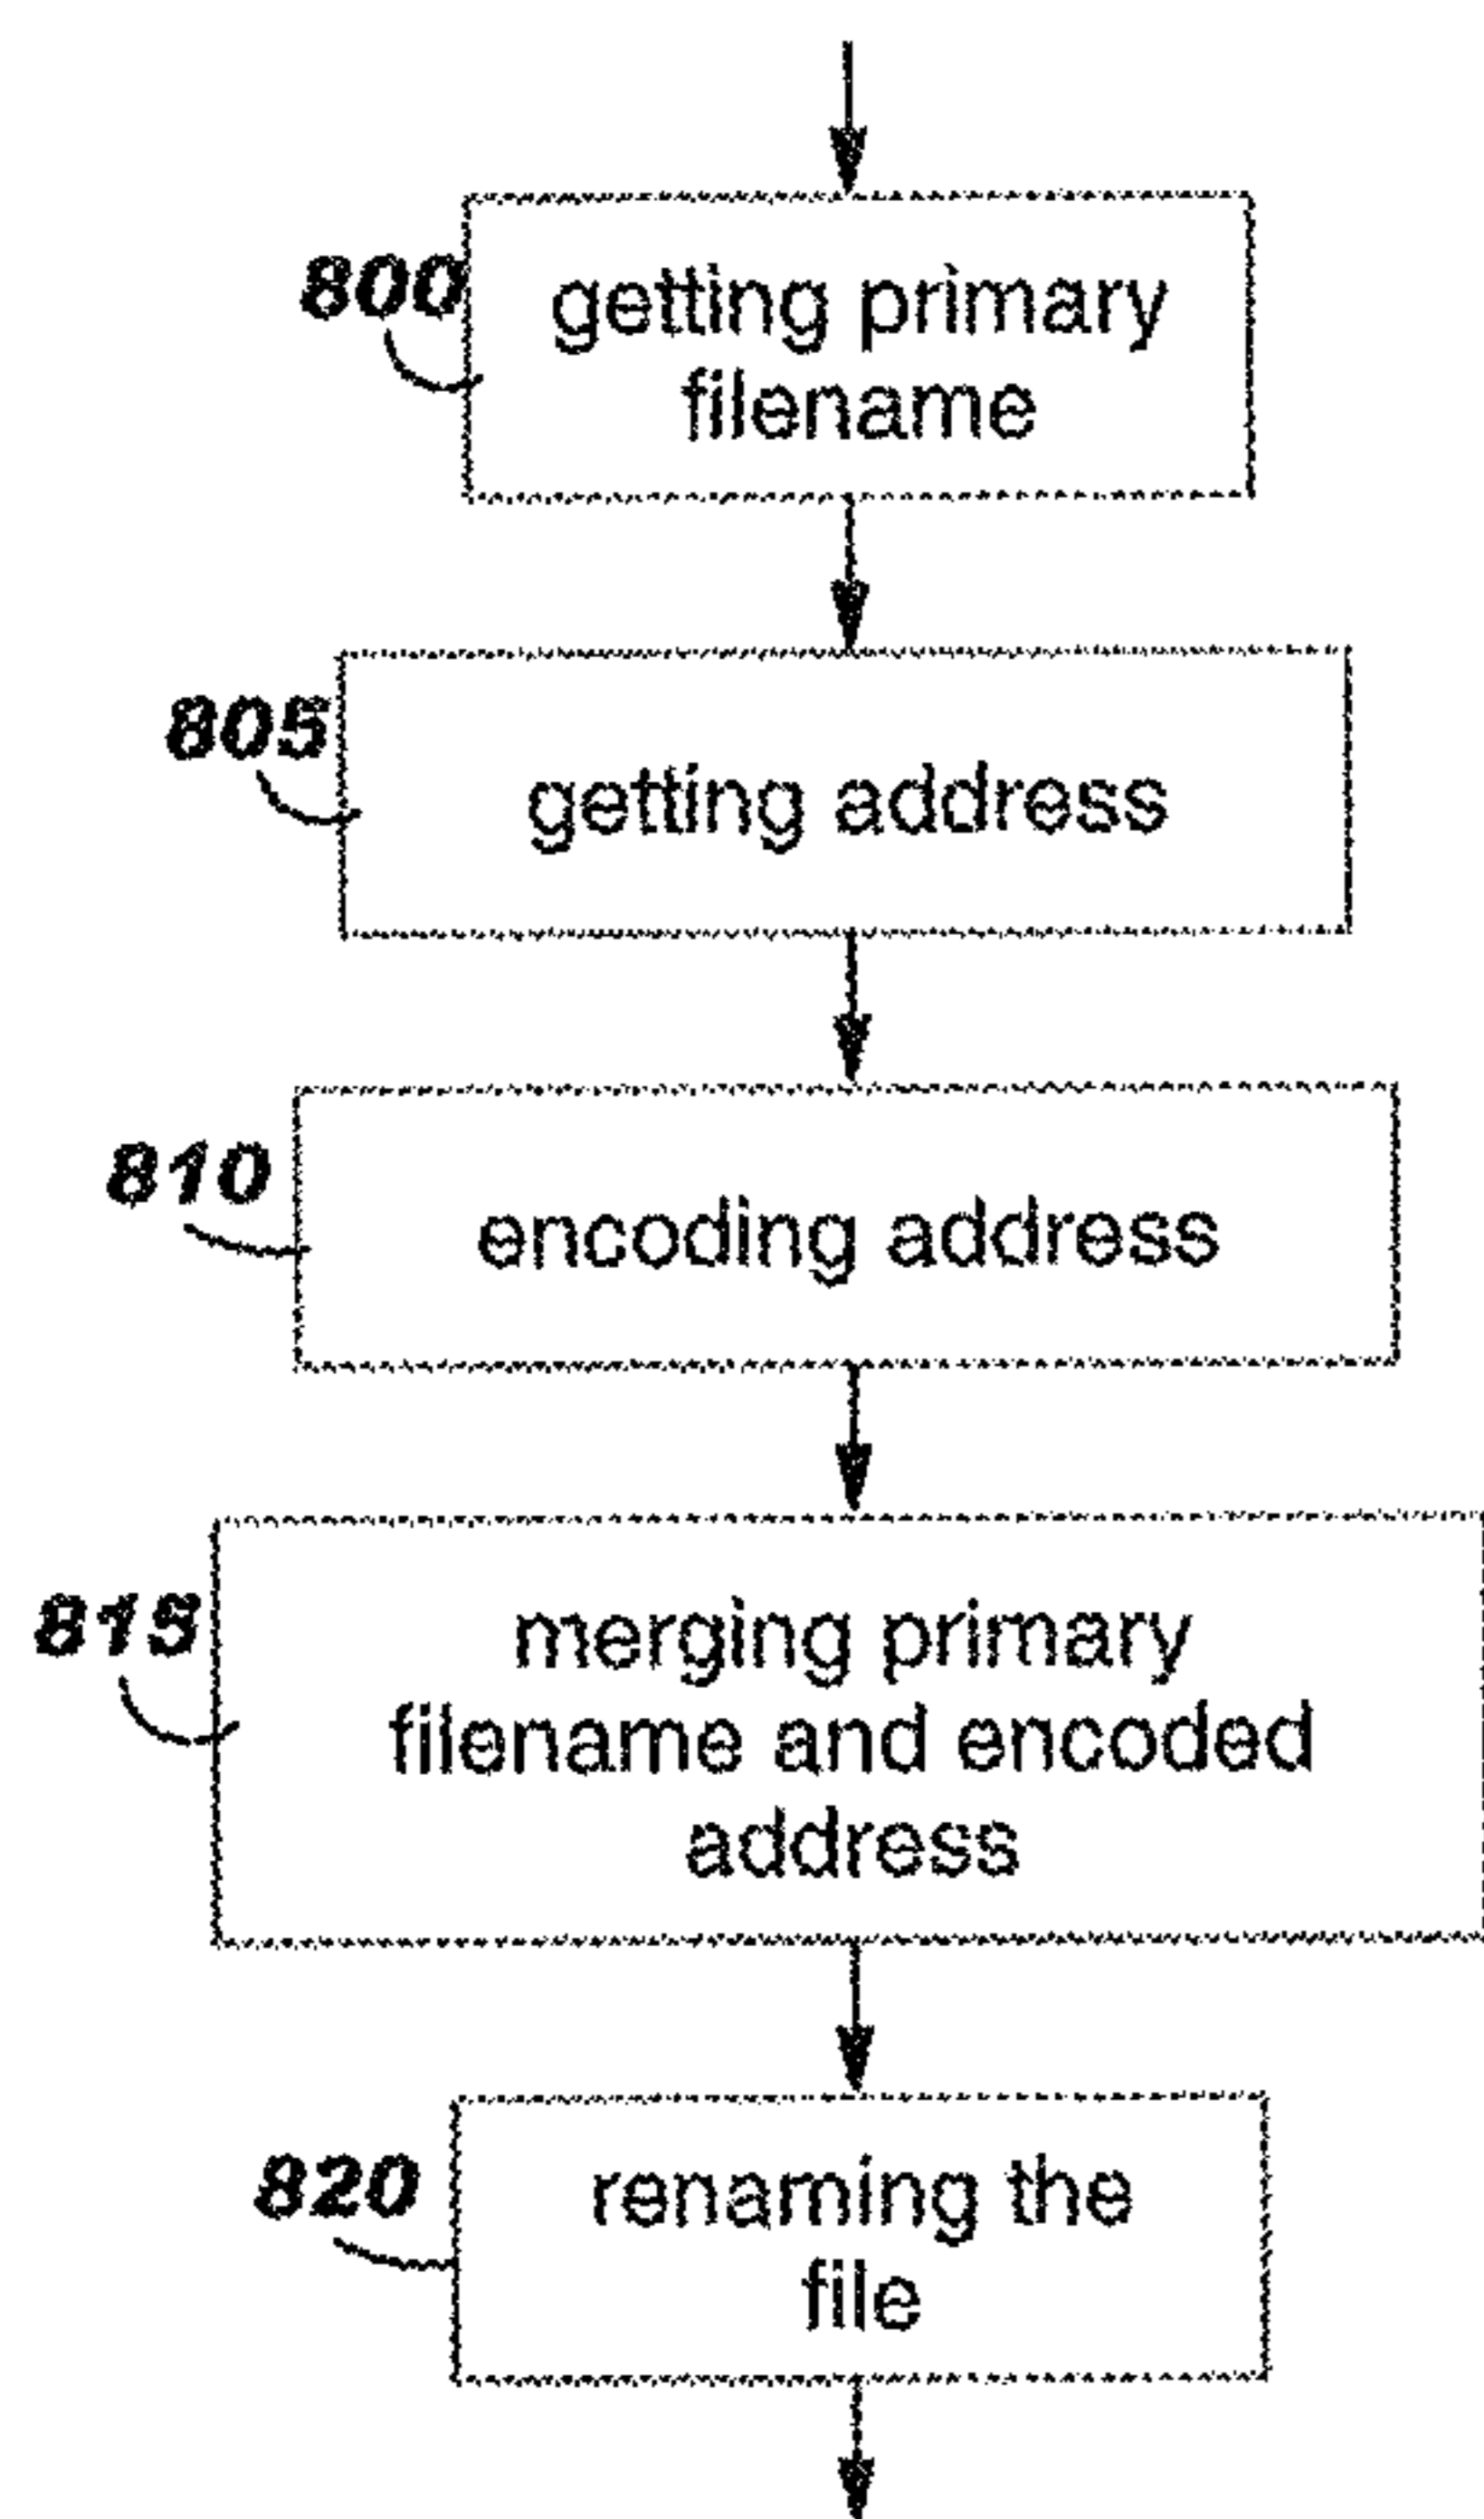 800
getting primary
filename
805
getting address
810
encoding address
815
merging primary
filename and encoded
address
820
renaming the
file